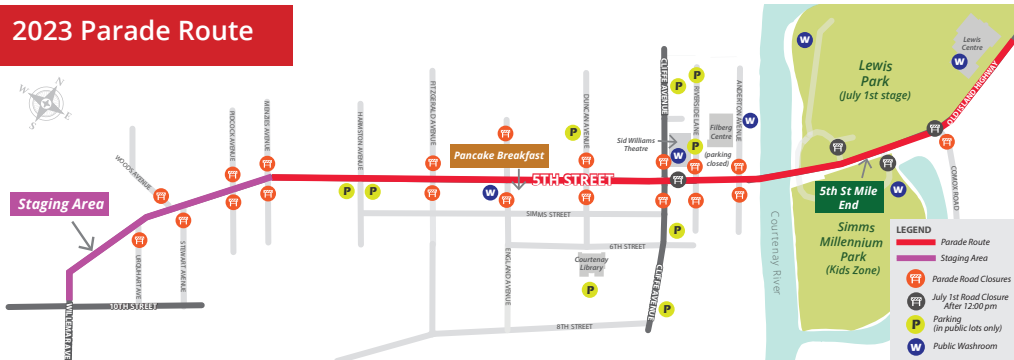 2023 Parade Route
N
W
E
S
Staging Area
WOODS AVENUE
URQUHART AVE
STEWART AVENUE
10TH STREET
WILLEMAR AVE
MENZIES AVENUE
HARMSTON AVENUE
FITZGERALD AVENUE
Pancake Breakfast
5TH STREET
W
ENGLAND AVENUE
DUNCAN AVENUE
P
P
P
SIMMS STREET
6TH STREET
8TH STREET
Courtenay
Library
P
CLIFFE AVENUE
CLIFFE AVENUE
P
P
P
P
P
RIVERSIDE LANE
ANDERTON AVENUE
Sid Williams
Theatre
W
Filberg
Centre
(parking
closed)
W
Courtenay River
W
Lewis
Park
(July 1st stage)
Lewis
Centre
W
OLD ISLAND HIGHWAY
COMOX ROAD
5th St Mile
End
W
Simms
Millennium
Park
(Kids Zone)
LEGEND
Parade Route
Staging Area
Parade Road Closures
July 1st Road Closure
After 12:00 pm
P
Parking
(in public lots only)
W
Public Washroom